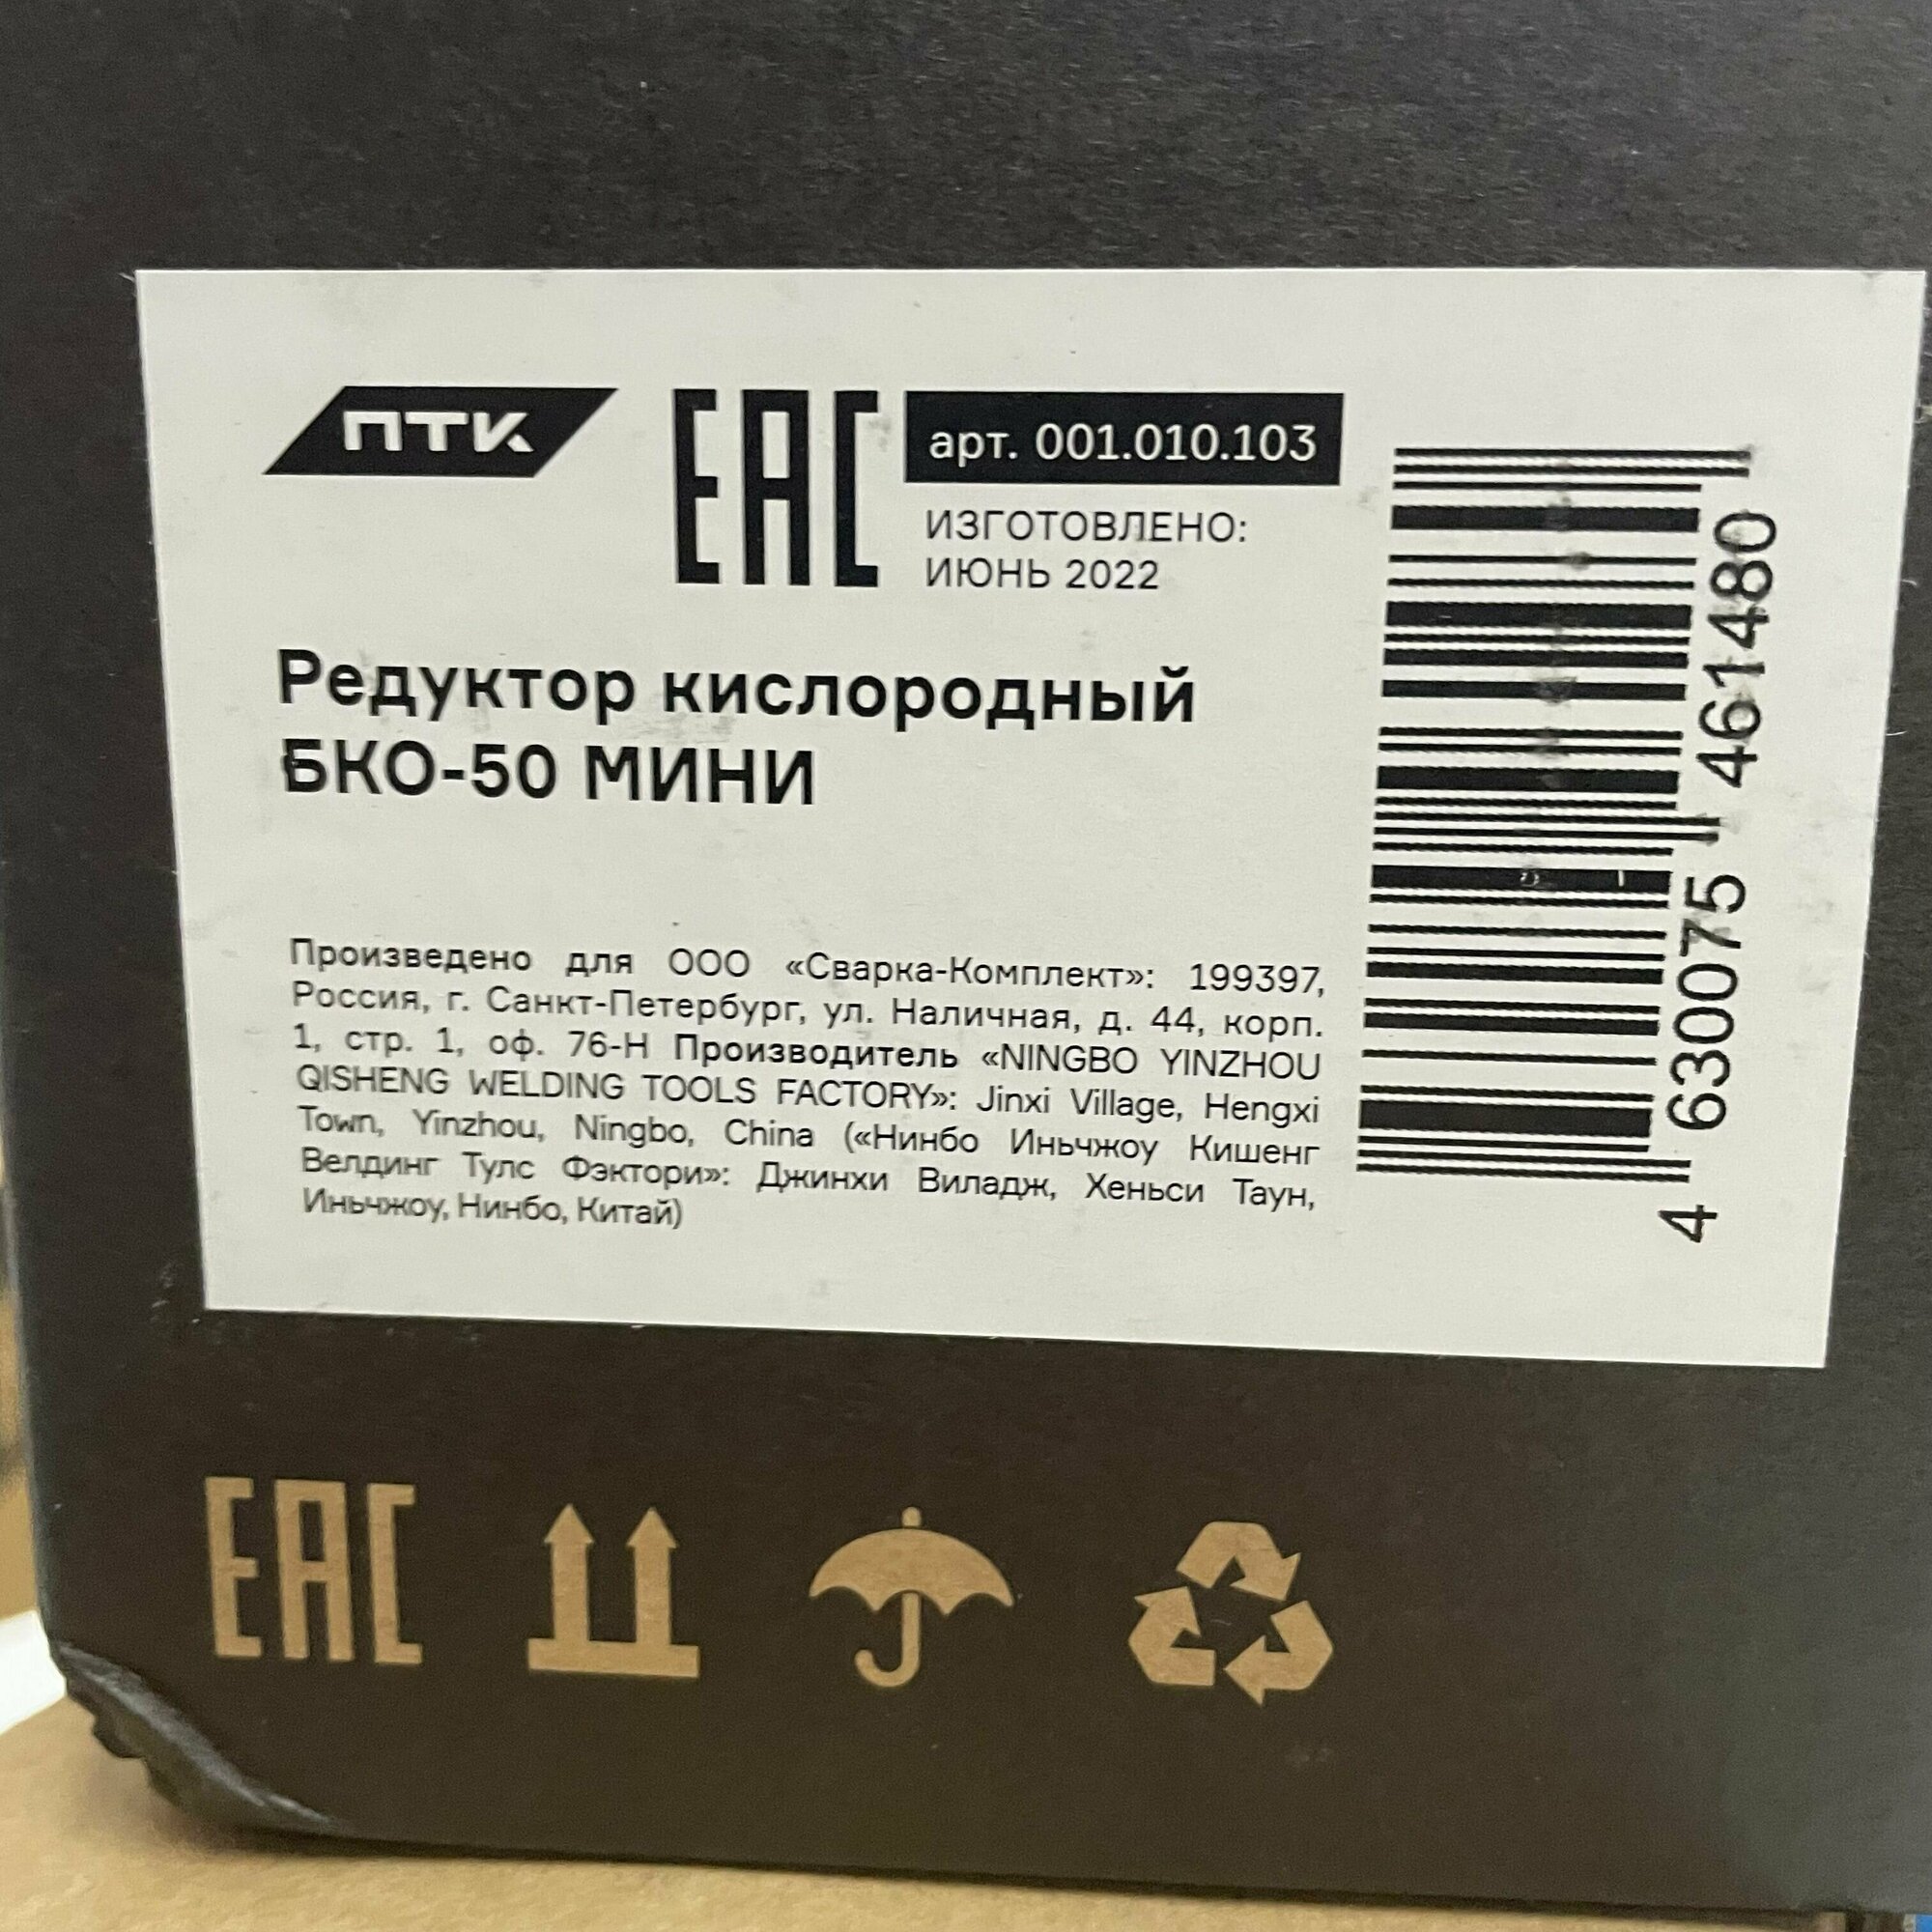 ПТК
ЕАС
арт. 001.010.103
ИЗГОТОВЛЕНО:
ИЮНЬ 2022
Редуктор кислородный
БКО-50 МИНИ
Произведено для ООО «Сварка-Комплект»: 199397,
Россия, г. Санкт-Петербург, ул. Наличная, д. 44, корп.
1, стр. 1, оф. 76-Н Производитель «NINGBO YINZHOU
QISHENG WELDING TOOLS FACTORY»: Jinxi Village, Hengxi
Town, Yinzhou, Ningbo, China («Нинбо Иньчжоу Кишенг
Велдинг Тулс Фэктори»: Джинхи Виладж, Хеньси Таун,
Иньчжоу, Нинбо, Китай)
4 630075 461480
ЕАС